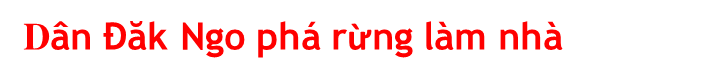 Dân Đăk Ngo phá rừng làm nhà